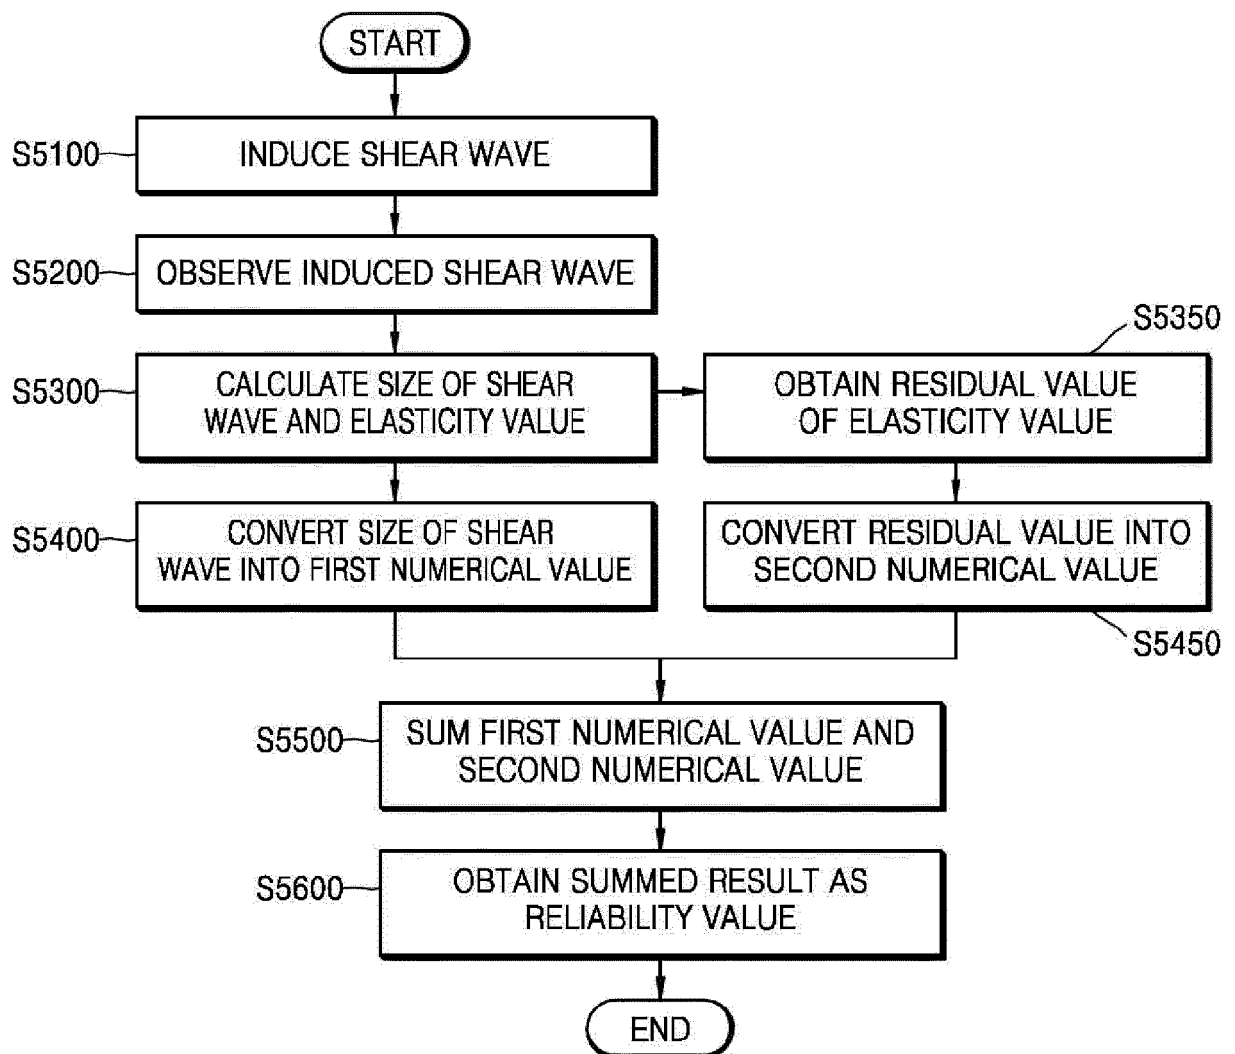 START
S5100
INDUCE SHEAR WAVE
S5200
OBSERVE INDUCED SHEAR WAVE
S5300
CALCULATE SIZE OF SHEAR
WAVE AND ELASTICITY VALUE
S5350
OBTAIN RESIDUAL VALUE
OF ELASTICITY VALUE
S5400
CONVERT SIZE OF SHEAR
WAVE INTO FIRST NUMERICAL VALUE
CONVERT RESIDUAL VALUE INTO
SECOND NUMERICAL VALUE
S5450
S5500
SUM FIRST NUMERICAL VALUE AND
SECOND NUMERICAL VALUE
S5600
OBTAIN SUMMED RESULT AS
RELIABILITY VALUE
END